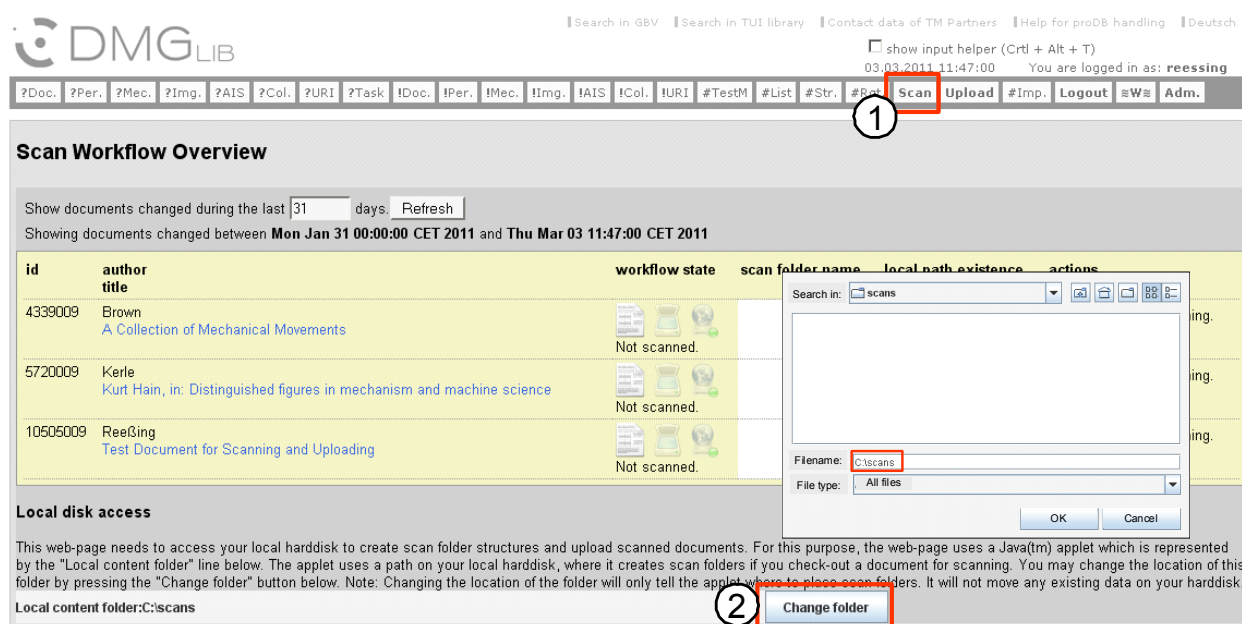 Search in GBV Search in TUI library Contact data of TM Partners Help for proDB handling Deutsch
DMGLIB
show input helper (Crtl + Alt + T)
03.03.2011 11:47:00 You are logged in as: reessing
?Doc. ?Per. ?Mec. ?Img. ?AIS ?Col. ?URI ?Task !Doc. !Per. !Mec. !Img. !AIS !Col. !URI #TestM #List #Str. Scan Upload #Imp. Logout ≋W≋ Adm.
1
Scan Workflow Overview
Show documents changed during the last 31 days. Refresh
Showing documents changed between Mon Jan 31 00:00:00 CET 2011 and Thu Mar 03 11:47:00 CET 2011
id author workflow state scan folder name local path existence actions
title
4339009 Brown
A Collection of Mechanical Movements
Not scanned.
5720009 Kerle
Kurt Hain, in: Distinguished figures in mechanism and machine science
Not scanned.
10505009 Reeßing
Test Document for Scanning and Uploading
Not scanned.
Search in: scans
ing.
ing.
ing.
Filename: C:\scans
File type: All files
OK Cancel
Local disk access
This web-page needs to access your local harddisk to create scan folder structures and upload scanned documents. For this purpose, the web-page uses a Java(tm) applet which is represented
by the "Local content folder" line below. The applet uses a path on your local harddisk, where it creates scan folders if you check-out a document for scanning. You may change the location of this
folder by pressing the "Change folder" button below. Note: Changing the location of the folder will only tell the applet where to place scan folders. It will not move any existing data on your harddisk.
Local content folder:C:\scans
2 Change folder